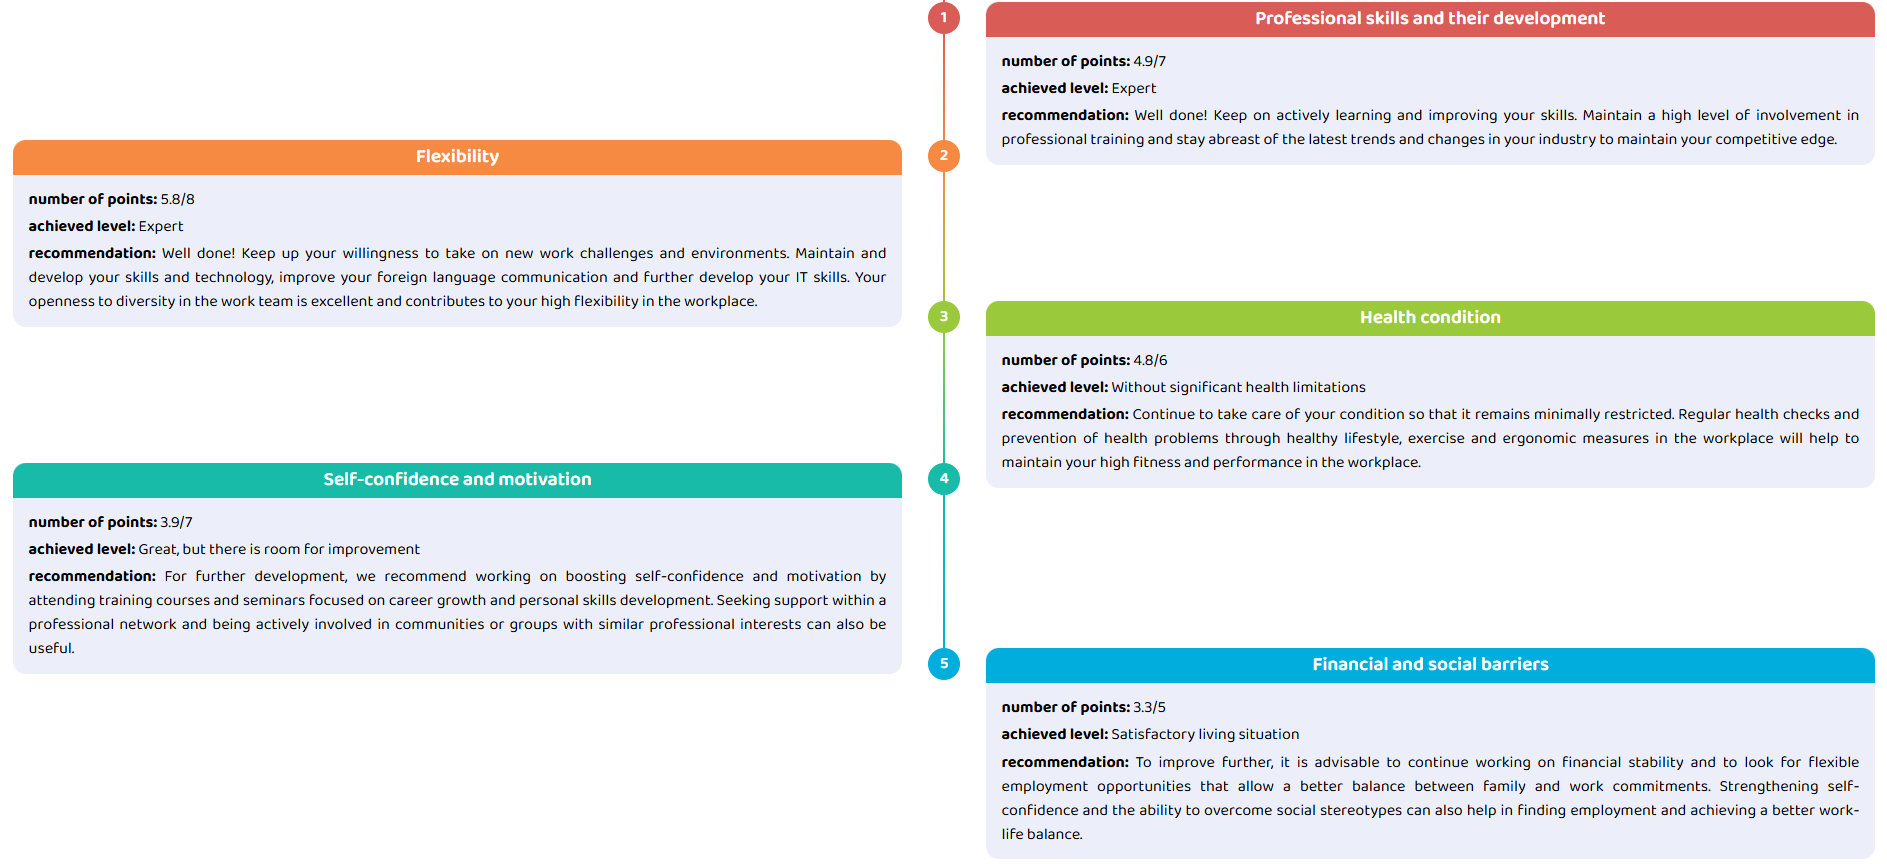 1
Professional skills and their development
number of points: 4.9/7
achieved level: Expert
recommendation: Well done! Keep on actively learning and improving your skills. Maintain a high level of involvement in
professional training and stay abreast of the latest trends and changes in your industry to maintain your competitive edge.
2
Flexibility
number of points: 5.8/8
achieved level: Expert
recommendation: Well done! Keep up your willingness to take on new work challenges and environments. Maintain and
develop your skills and technology, improve your foreign language communication and further develop your IT skills. Your
openness to diversity in the work team is excellent and contributes to your high flexibility in the workplace.
3
Health condition
number of points: 4.8/6
achieved level: Without significant health limitations
recommendation: Continue to take care of your condition so that it remains minimally restricted. Regular health checks and
prevention of health problems through healthy lifestyle, exercise and ergonomic measures in the workplace will help to
maintain your high fitness and performance in the workplace.
4
Self-confidence and motivation
number of points: 3.9/7
achieved level: Great, but there is room for improvement
recommendation: For further development, we recommend working on boosting self-confidence and motivation by
attending training courses and seminars focused on career growth and personal skills development. Seeking support within a
professional network and being actively involved in communities or groups with similar professional interests can also be
useful.
5
Financial and social barriers
number of points: 3.3/5
achieved level: Satisfactory living situation
recommendation: To improve further, it is advisable to continue working on financial stability and to look for flexible
employment opportunities that allow a better balance between family and work commitments. Strengthening self-
confidence and the ability to overcome social stereotypes can also help in finding employment and achieving a better work-
life balance.